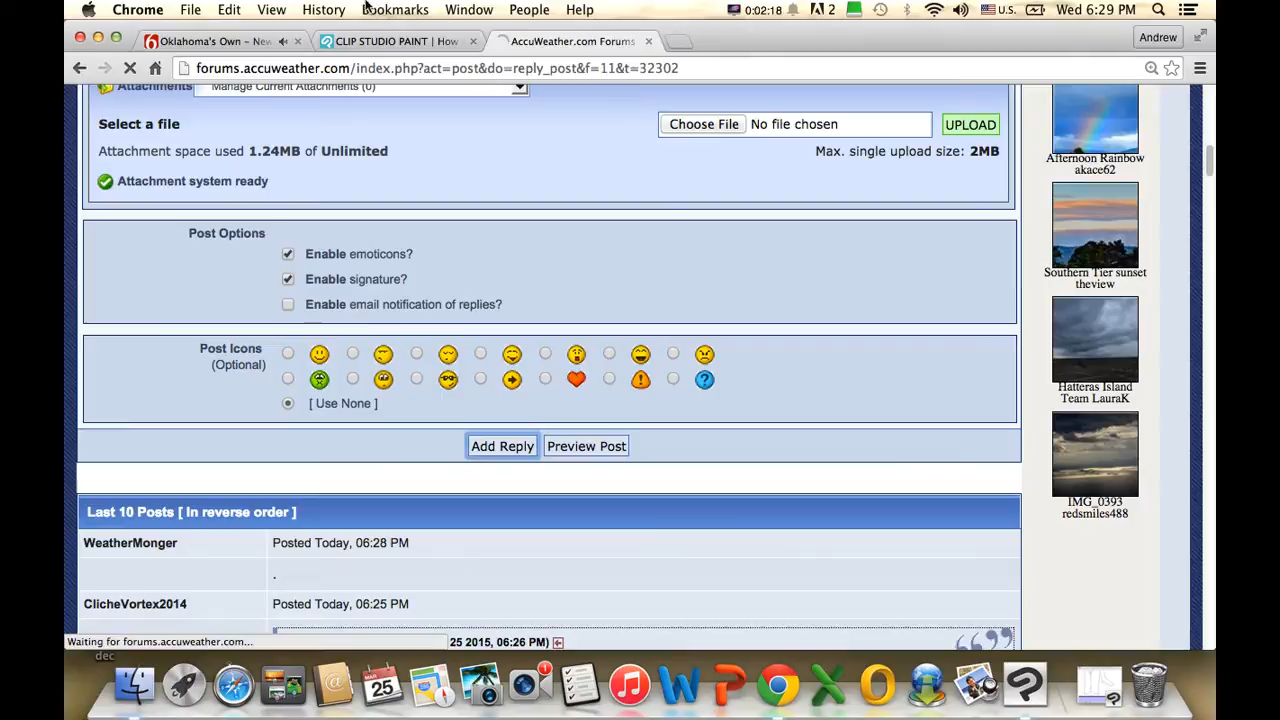 Chrome File Edit View History Bookmarks Window People Help 0:02:18 2 U.S. Wed 6:29 PM
Oklahoma's Own ~ New CLIP STUDIO PAINT | How AccuWeather.com Forums Andrew
forums.accuweather.com/index.php?act=post&do=reply_post&f=11&t=32302
Attachments Manage Current Attachments (0)
Select a file Choose File No file chosen UPLOAD
Attachment space used 1.24MB of Unlimited Max. single upload size: 2MB
Attachment system ready
Afternoon Rainbow
akace62
Post Options
Enable emoticons?
Enable signature?
Enable email notification of replies?
Southern Tier sunset
theview
Post Icons
(Optional)
[ Use None ]
Hatteras Island
Team LauraK
Add Reply Preview Post
IMG_0393
redsmiles488
Last 10 Posts [ In reverse order ]
WeatherMonger Posted Today, 06:28 PM
.
ClicheVortex2014 Posted Today, 06:25 PM
Waiting for forums.accuweather.com... 25 2015, 06:26 PM)
dec
MAR
25
1